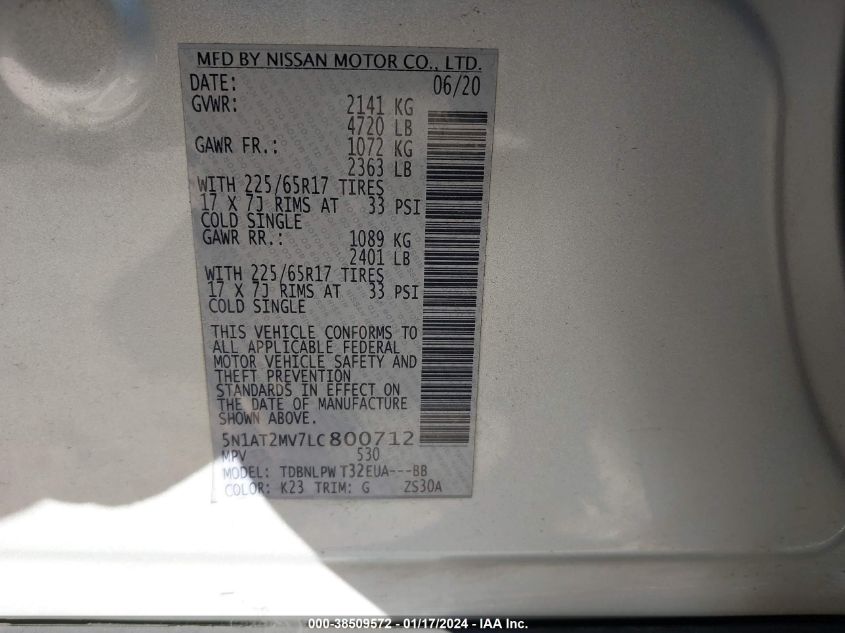 MFD BY NISSAN MOTOR CO., LTD.
DATE: 06/20
GVWR: 2141 KG
4720 LB
GAWR FR.: 1072 KG
2363 LB
WITH 225/65R17 TIRES
17 X 7J RIMS AT 33 PSI
COLD SINGLE
GAWR RR.: 1089 KG
2401 LB
WITH 225/65R17 TIRES
17 X 7J RIMS AT 33 PSI
COLD SINGLE
THIS VEHICLE CONFORMS TO
ALL APPLICABLE FEDERAL
MOTOR VEHICLE SAFETY AND
THEFT PREVENTION
STANDARDS IN EFFECT ON
THE DATE OF MANUFACTURE
SHOWN ABOVE.
5N1AT2MV7LC800712
MPV 530
MODEL: TDBNLPW T32EUA---BB
COLOR: K23 TRIM: G ZS30A
000-38509572 - 01/17/2024 - IAA, Inc.